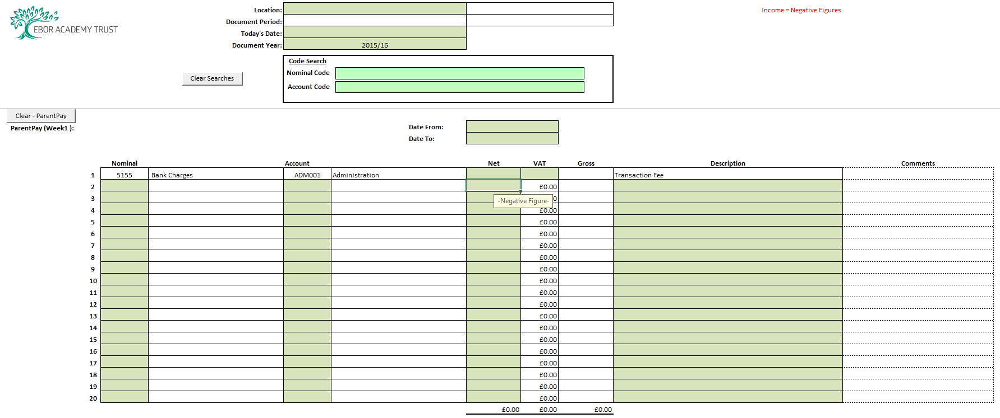 EBOR ACADEMY TRUST
Location:
Income = Negative Figures
Document Period:
Today's Date:
Document Year: 2015/16
Code Search
Nominal Code
Clear Searches
Account Code
Clear - ParentPay
ParentPay (Week1 ):
Date From:
Date To:
Nominal Account Net VAT Gross Description Comments
1 5155 Bank Charges ADM001 Administration Transaction Fee
2 £0.00
3 0
-Negative Figure-
4 £0.00
5 £0.00
6 £0.00
7 £0.00
8 £0.00
9 £0.00
10 £0.00
11 £0.00
12 £0.00
13 £0.00
14 £0.00
15 £0.00
16 £0.00
17 £0.00
18 £0.00
19 £0.00
20 £0.00
£0.00 £0.00 £0.00